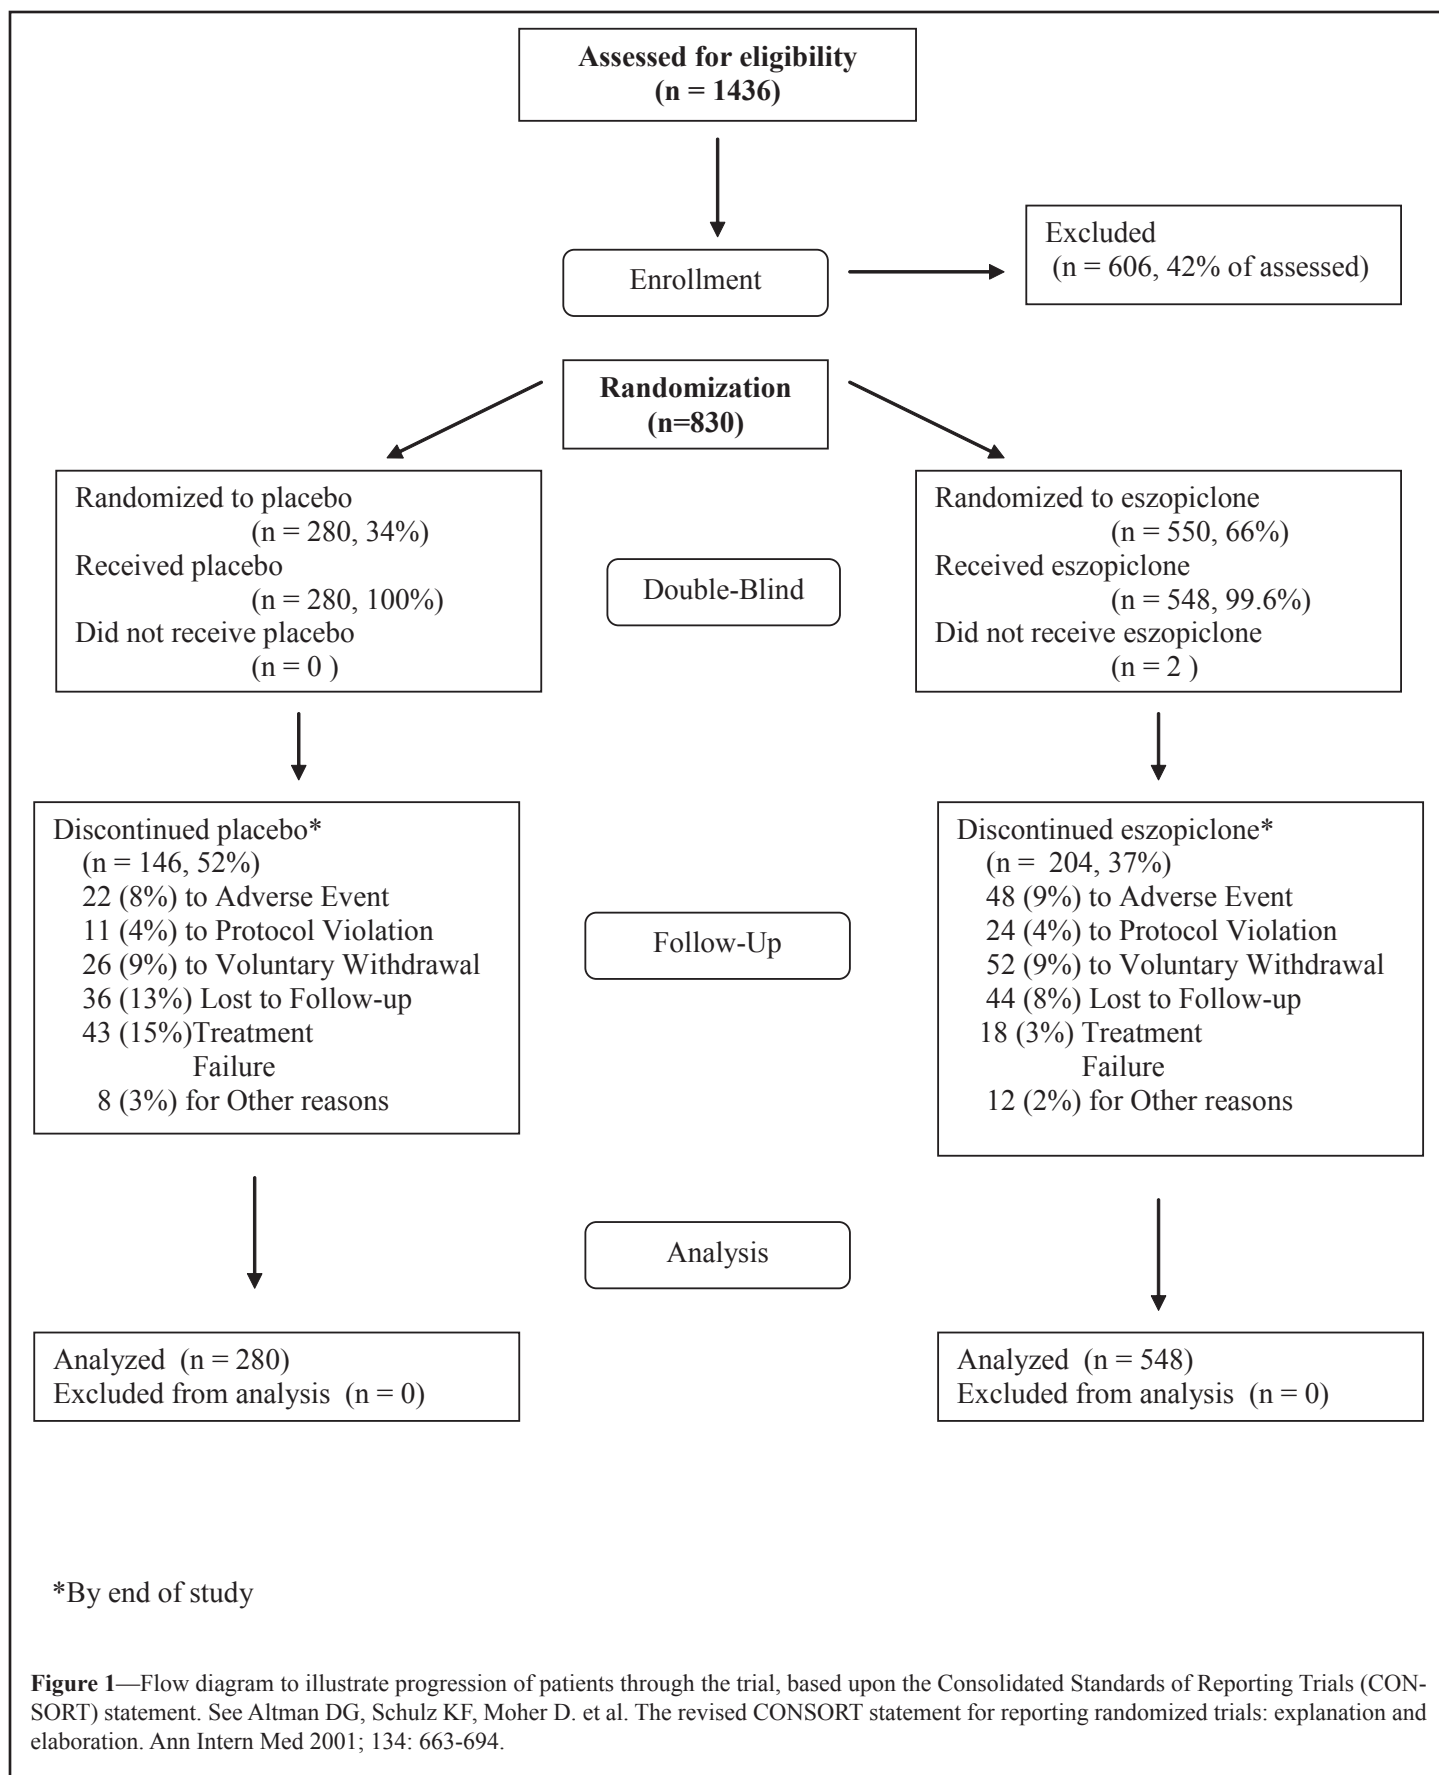 Assessed for eligibility
(n = 1436)
Excluded
(n = 606, 42% of assessed)
Enrollment
Randomization
(n=830)
Randomized to placebo
(n = 280, 34%)
Received placebo
(n = 280, 100%)
Did not receive placebo
(n = 0 )
Double-Blind
Randomized to eszopiclone
(n = 550, 66%)
Received eszopiclone
(n = 548, 99.6%)
Did not receive eszopiclone
(n = 2 )
Discontinued placebo*
(n = 146, 52%)
22 (8%) to Adverse Event
11 (4%) to Protocol Violation
26 (9%) to Voluntary Withdrawal
36 (13%) Lost to Follow-up
43 (15%)Treatment
Failure
8 (3%) for Other reasons
Follow-Up
Discontinued eszopiclone*
(n = 204, 37%)
48 (9%) to Adverse Event
24 (4%) to Protocol Violation
52 (9%) to Voluntary Withdrawal
44 (8%) Lost to Follow-up
18 (3%) Treatment
Failure
12 (2%) for Other reasons
Analysis
Analyzed (n = 280)
Excluded from analysis (n = 0)
Analyzed (n = 548)
Excluded from analysis (n = 0)
*By end of study
Figure 1—Flow diagram to illustrate progression of patients through the trial, based upon the Consolidated Standards of Reporting Trials (CON-
SORT) statement. See Altman DG, Schulz KF, Moher D. et al. The revised CONSORT statement for reporting randomized trials: explanation and
elaboration. Ann Intern Med 2001; 134: 663-694.